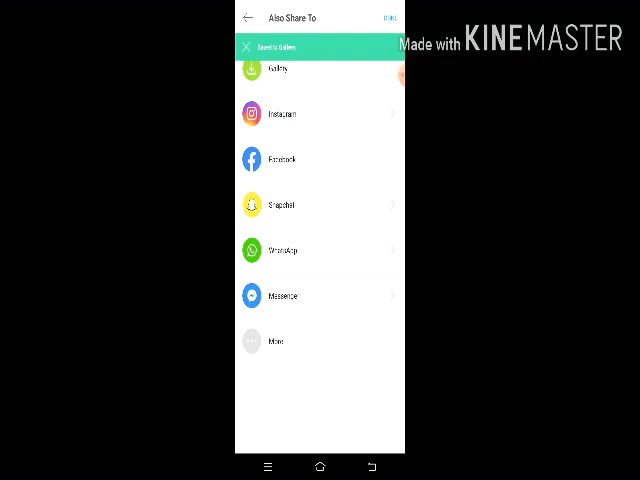 Also Share To
DONE
Saved to Gallery.
Made with KINEMASTER
Gallery
Instagram
Facebook
Snapchat
WhatsApp
Messenger
More